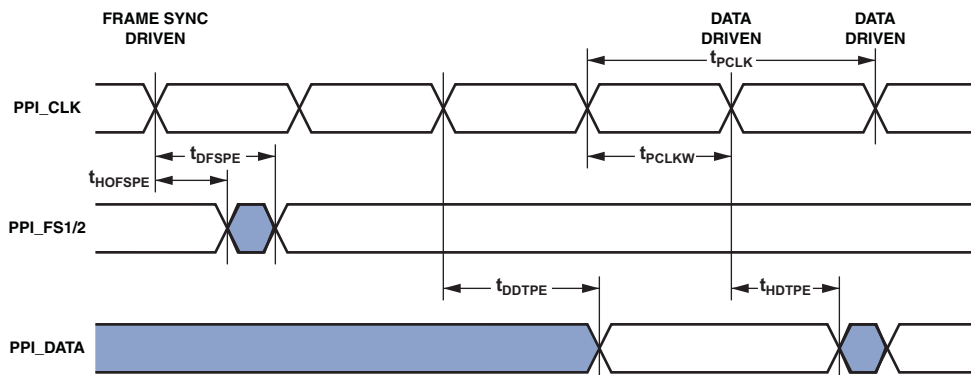 FRAME SYNC
DRIVEN
DATA
DRIVEN
DATA
DRIVEN
tPCLK
PPI_CLK
tDFSPE
tPCLKW
tHOFSPE
PPI_FS1/2
tDDTPE
tHDTPE
PPI_DATA